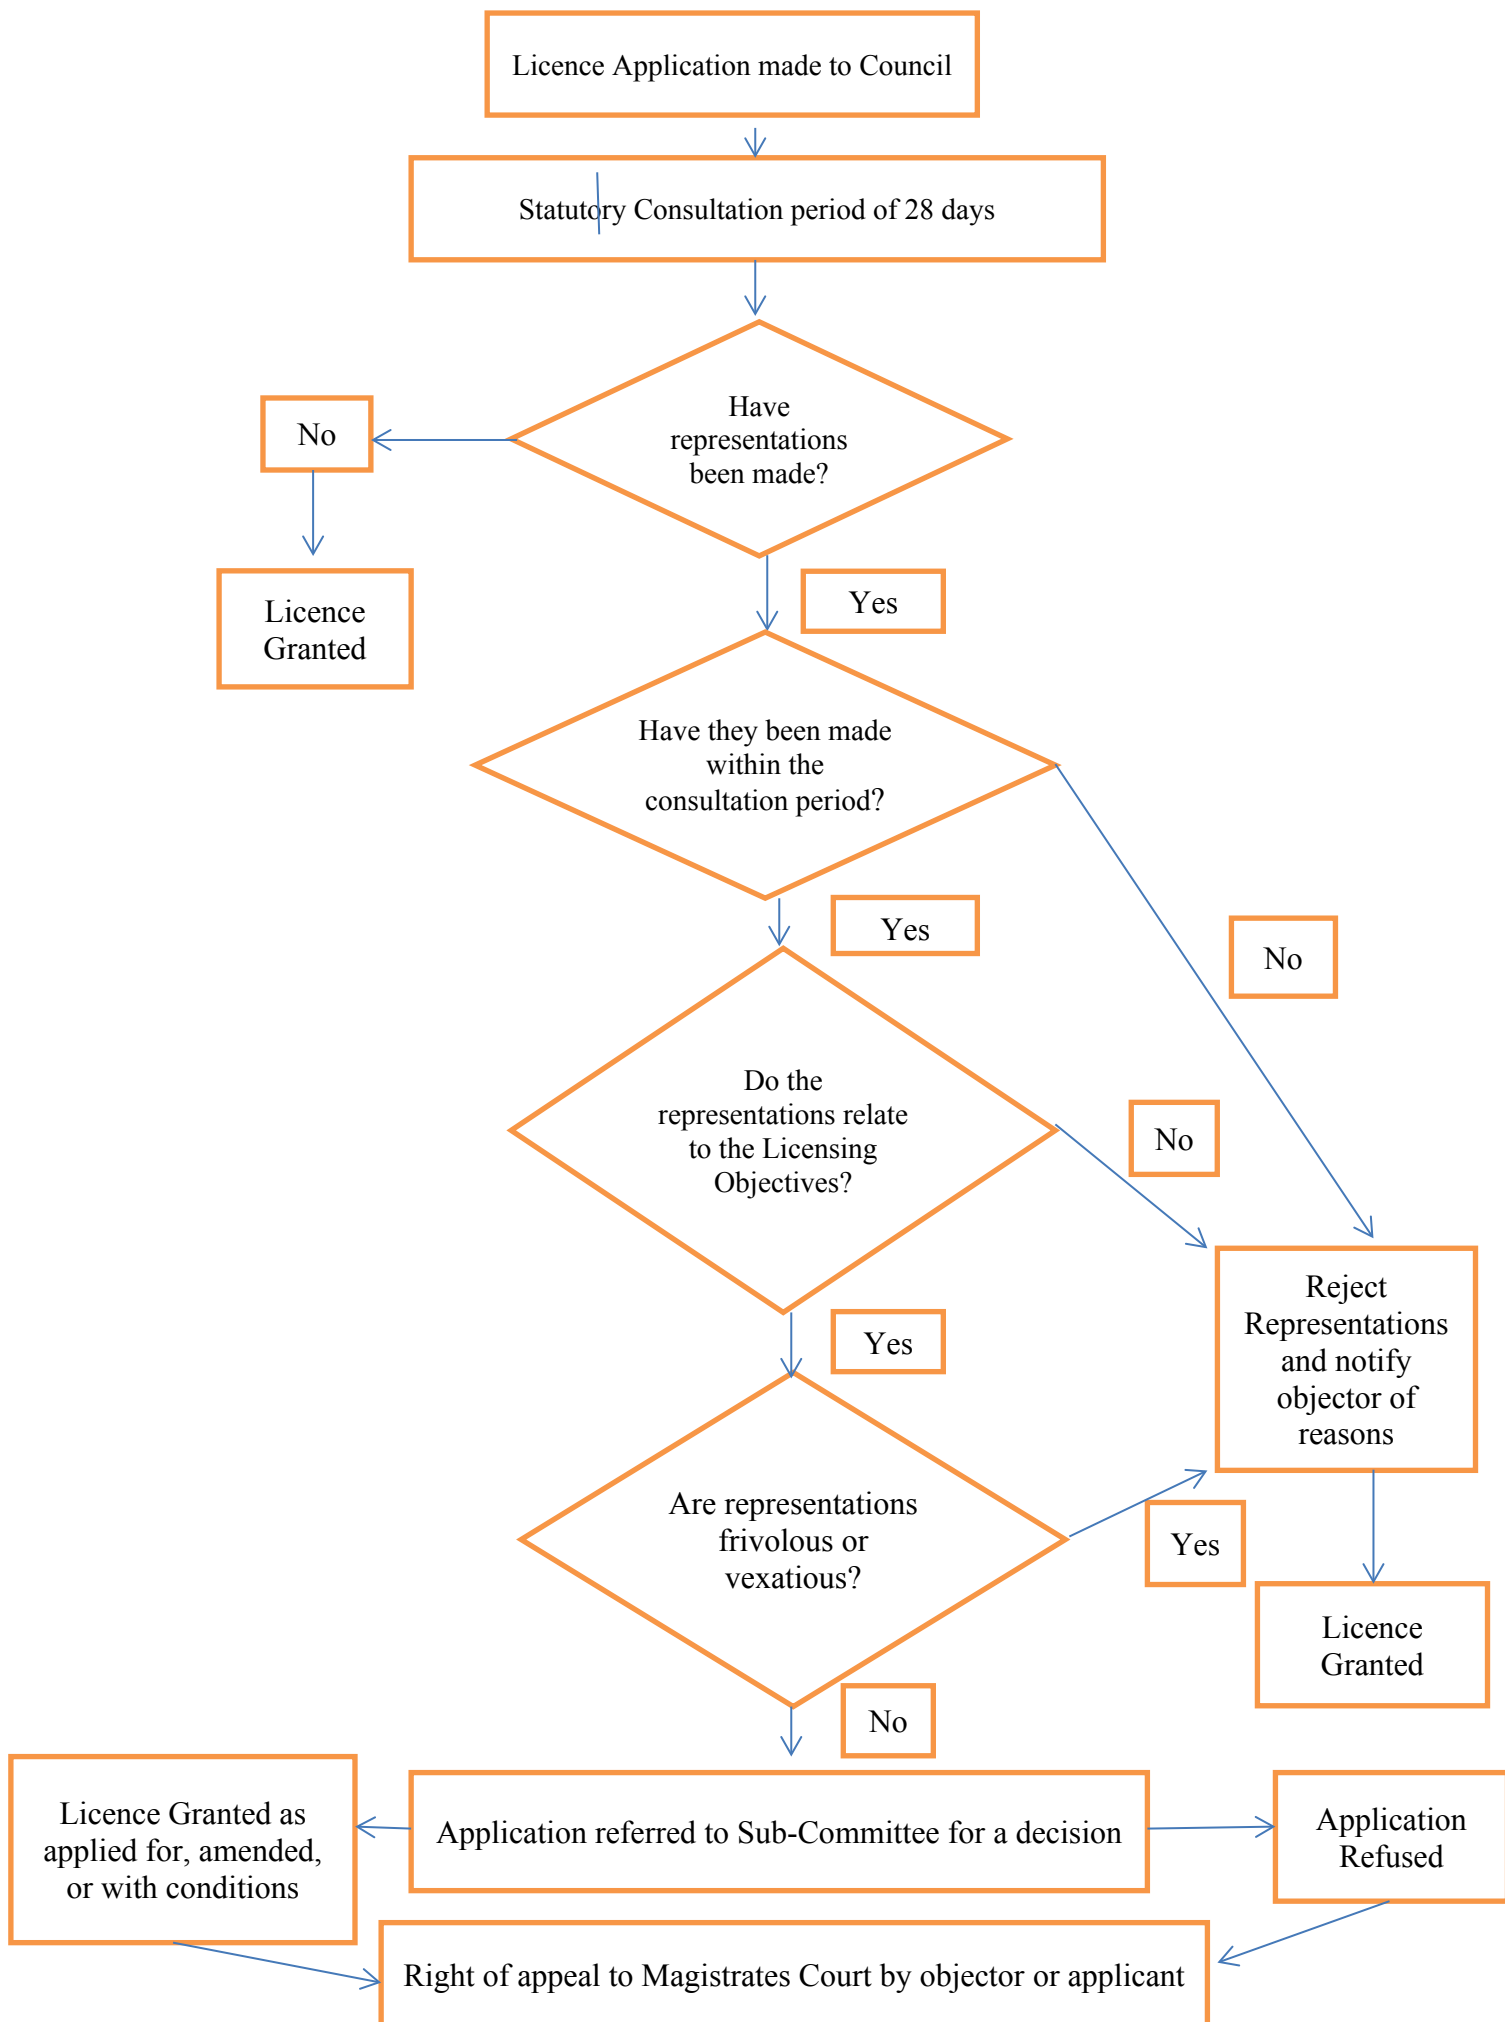 Licence Application made to Council
Statutory Consultation period of 28 days
Have
representations
been made?
No
Licence
Granted
Yes
Have they been made
within the
consultation period?
Yes
No
Do the
representations relate
to the Licensing
Objectives?
No
Yes
Reject
Representations
and notify
objector of
reasons
Are representations
frivolous or
vexatious?
Yes
Licence
Granted
No
Licence Granted as
applied for, amended,
or with conditions
Application referred to Sub-Committee for a decision
Application
Refused
Right of appeal to Magistrates Court by objector or applicant